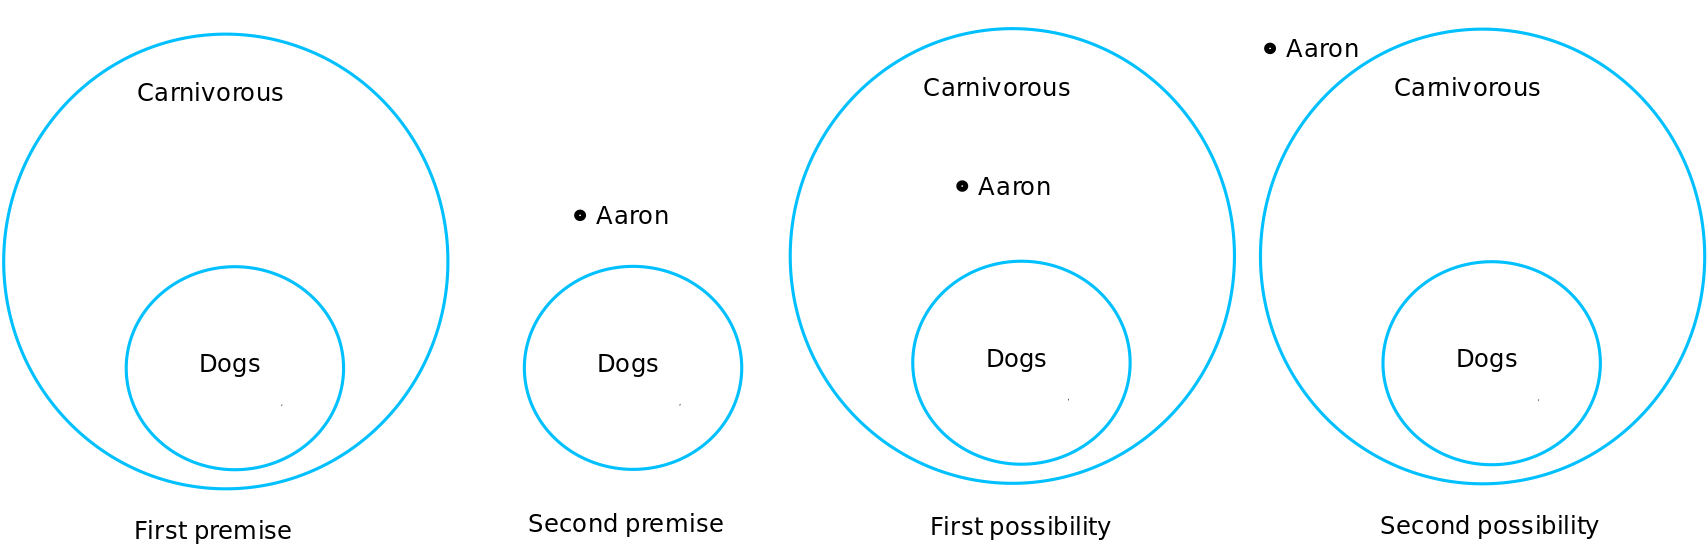 Carnivorous
Dogs
First premise
Aaron
Dogs
Second premise
Carnivorous
Aaron
Dogs
First possibility
Aaron
Carnivorous
Dogs
Second possibility